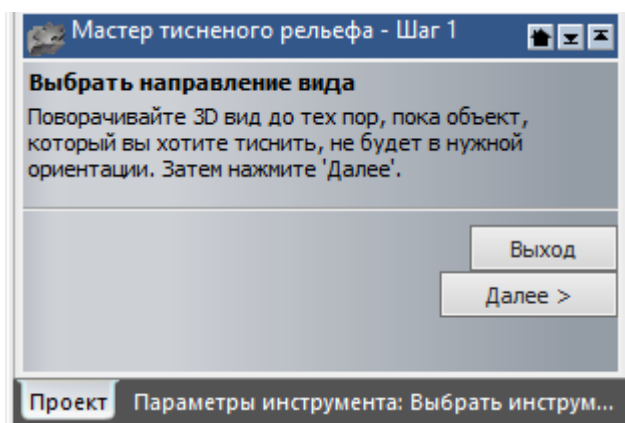 Мастер тисненого рельефа - Шаг 1
Выбрать направление вида
Поворачивайте 3D вид до тех пор, пока объект,
который вы хотите тиснить, не будет в нужной
ориентации. Затем нажмите 'Далее'.
Выход
Далее >
Проект Параметры инструмента: Выбрать инструм...